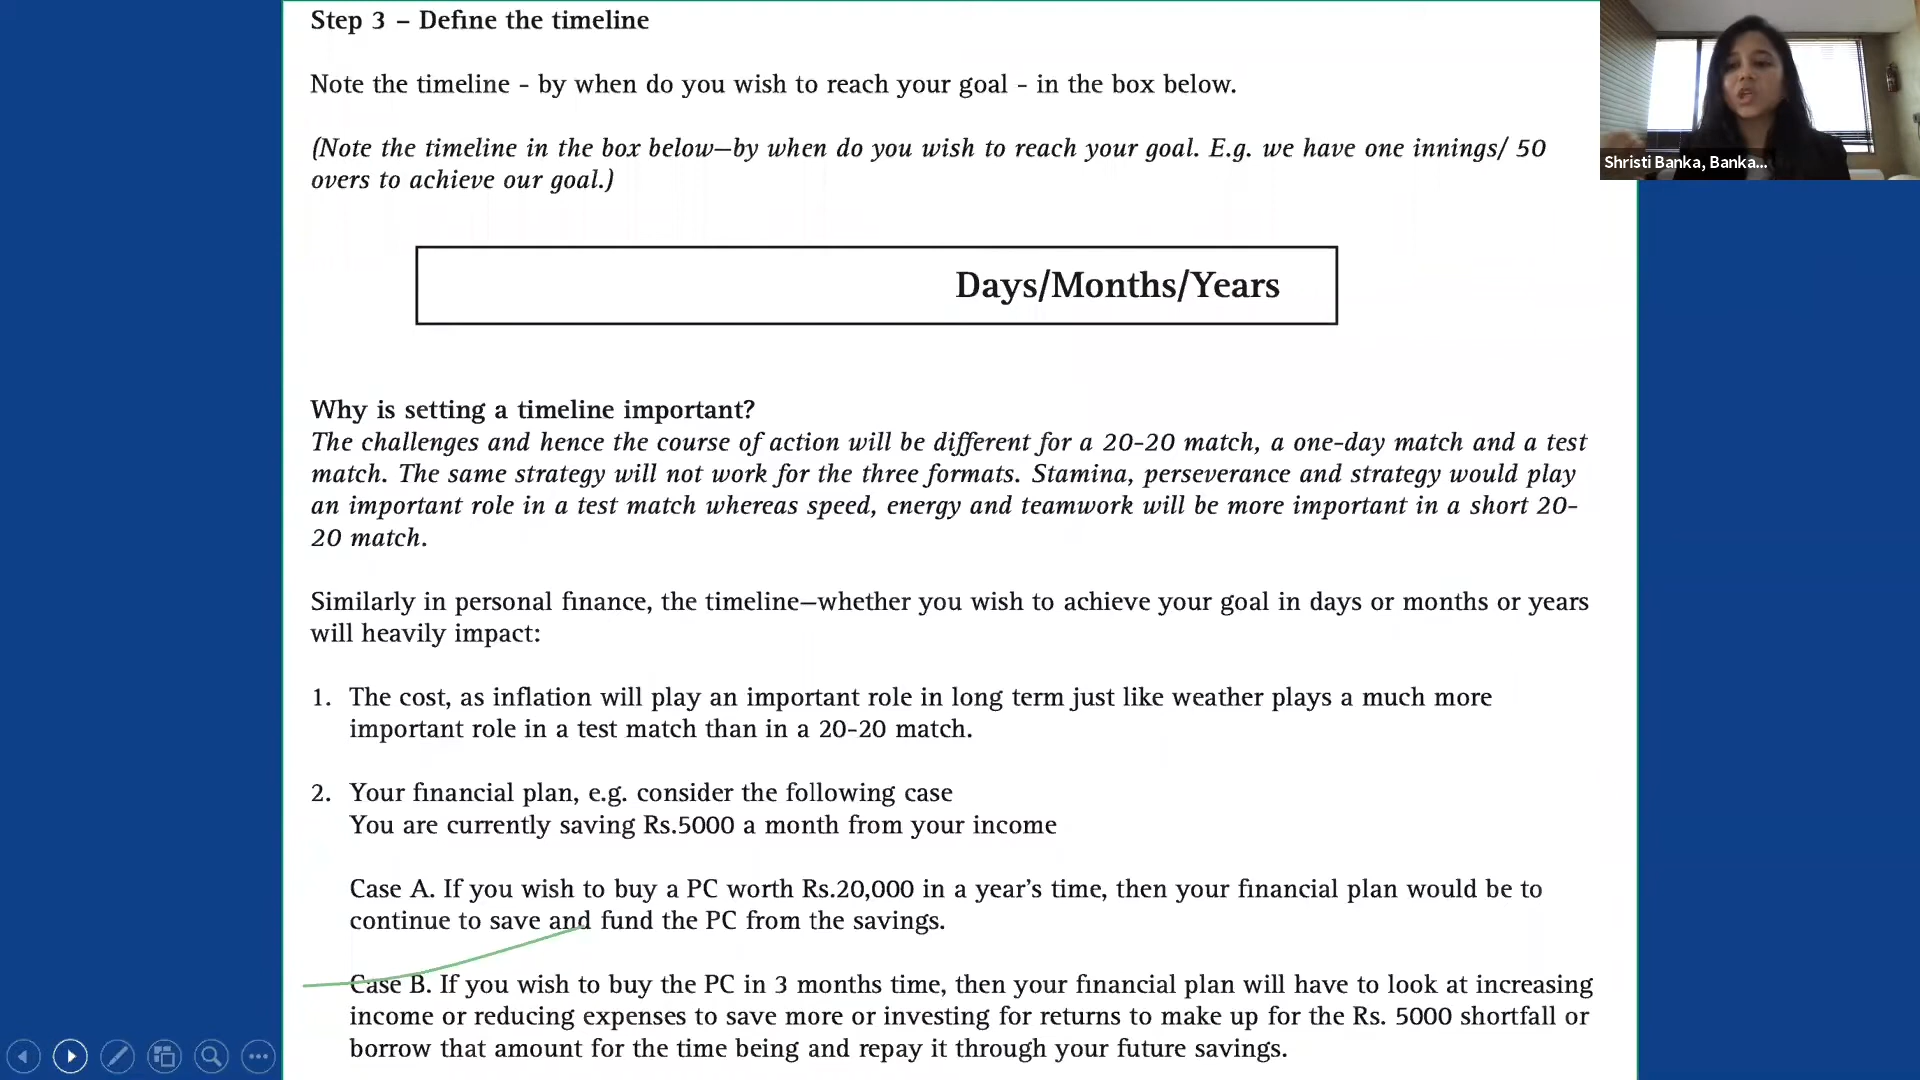 Step 3 – Define the timeline
Note the timeline - by when do you wish to reach your goal - in the box below.
(Note the timeline in the box below—by when do you wish to reach your goal. E.g. we have one innings/ 50
overs to achieve our goal.)
Shristi Banka, Banka...
Days/Months/Years
Why is setting a timeline important?
The challenges and hence the course of action will be different for a 20-20 match, a one-day match and a test
match. The same strategy will not work for the three formats. Stamina, perseverance and strategy would play
an important role in a test match whereas speed, energy and teamwork will be more important in a short 20-
20 match.
Similarly in personal finance, the timeline—whether you wish to achieve your goal in days or months or years
will heavily impact:
1. The cost, as inflation will play an important role in long term just like weather plays a much more
important role in a test match than in a 20-20 match.
2. Your financial plan, e.g. consider the following case
You are currently saving Rs.5000 a month from your income
Case A. If you wish to buy a PC worth Rs.20,000 in a year's time, then your financial plan would be to
continue to save and fund the PC from the savings.
Case B. If you wish to buy the PC in 3 months time, then your financial plan will have to look at increasing
income or reducing expenses to save more or investing for returns to make up for the Rs. 5000 shortfall or
borrow that amount for the time being and repay it through your future savings.